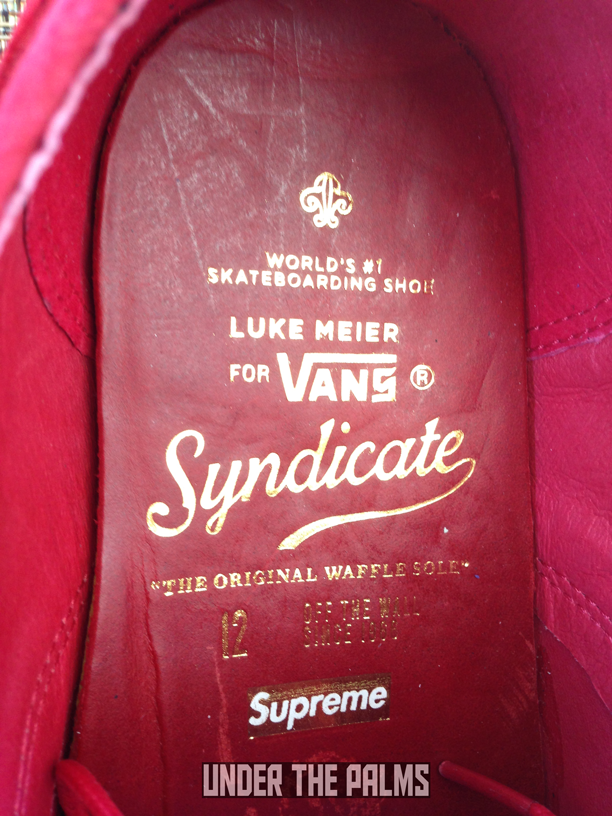 WORLD'S #1
SKATEBOARDING SHOE
LUKE MEIER
FOR VANS ®
Syndicate
"THE ORIGINAL WAFFLE SOLE"
12 OFF THE WALL
SINCE
Supreme
UNDER THE PALMS